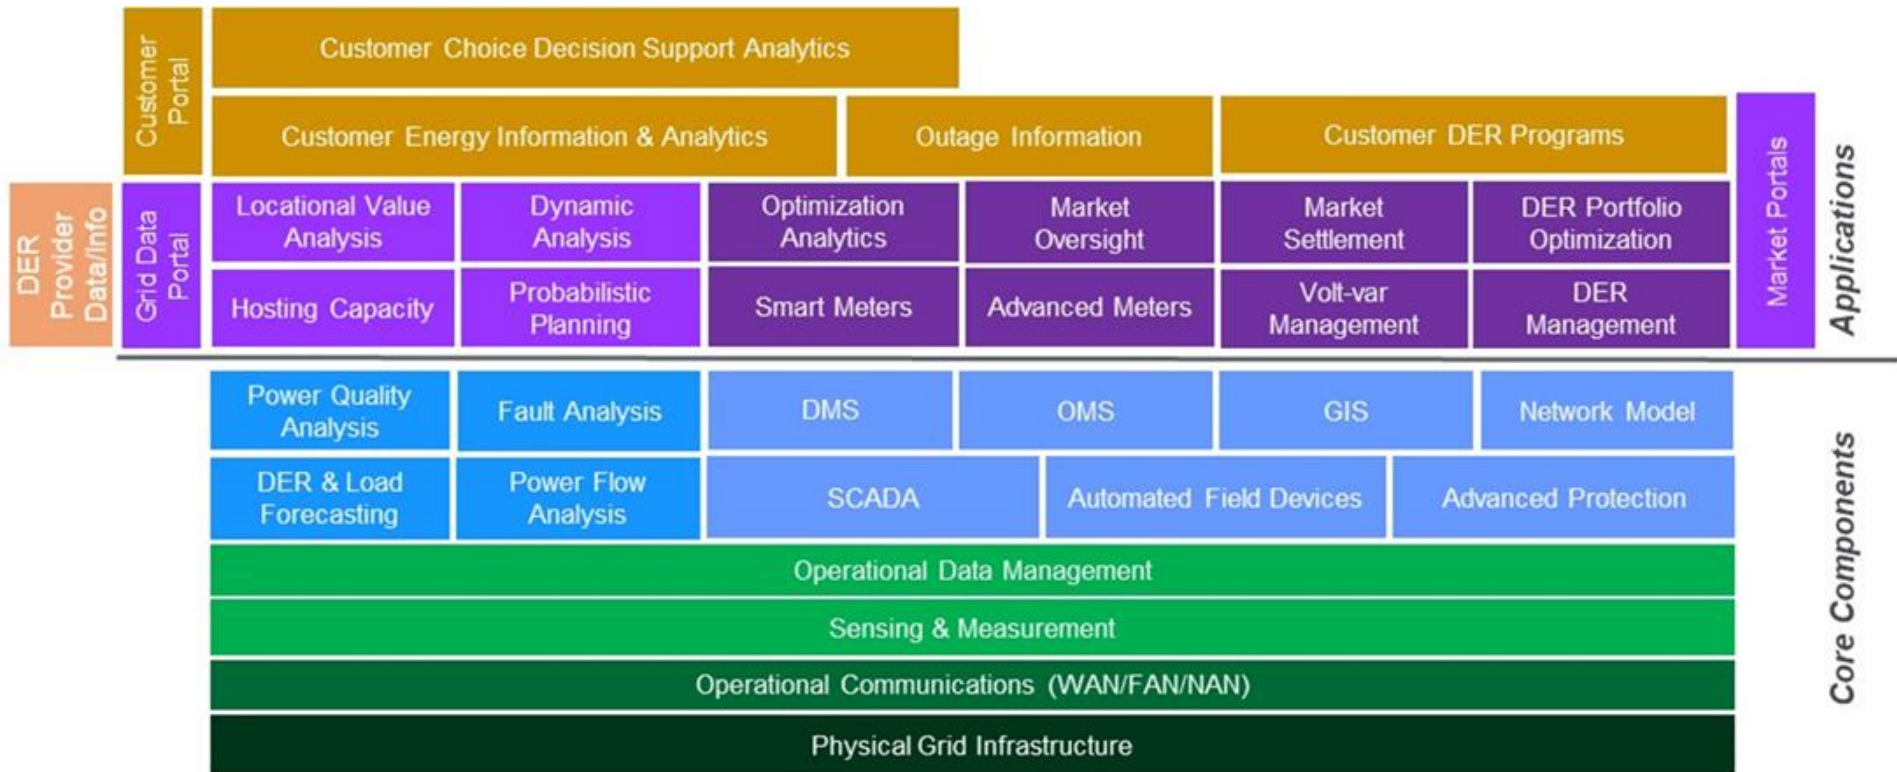 Customer
Portal
Customer Choice Decision Support Analytics
Customer Energy Information & Analytics
Outage Information
Customer DER Programs
DER
Provider
Data/Info
Grid Data
Portal
Locational Value
Analysis
Dynamic
Analysis
Optimization
Analytics
Market
Oversight
Market
Settlement
DER Portfolio
Optimization
Hosting Capacity
Probabilistic
Planning
Smart Meters
Advanced Meters
Volt-var
Management
DER
Management
Market Portals
Applications
Power Quality
Analysis
Fault Analysis
DMS
OMS
GIS
Network Model
DER & Load
Forecasting
Power Flow
Analysis
SCADA
Automated Field Devices
Advanced Protection
Operational Data Management
Sensing & Measurement
Operational Communications (WAN/FAN/NAN)
Physical Grid Infrastructure
Core Components